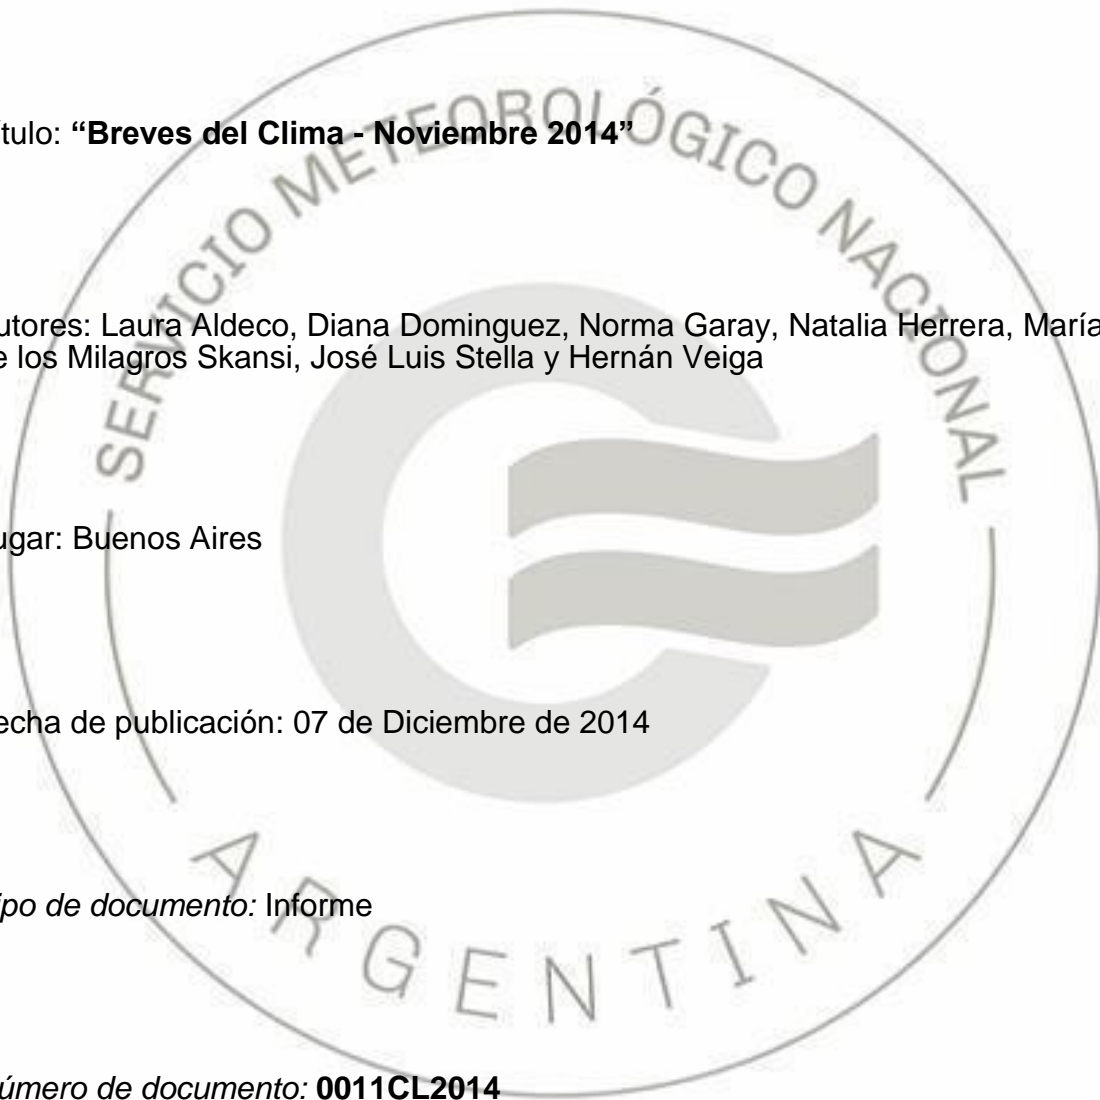 SERVICIO METEOROLÓGICO NACIONAL
tulo: “Breves del Clima - Noviembre 2014”
utores: Laura Aldeco, Diana Dominguez, Norma Garay, Natalia Herrera, María
e los Milagros Skansi, José Luis Stella y Hernán Veiga
ugar: Buenos Aires
echa de publicación: 07 de Diciembre de 2014
ipo de documento: Informe
ARGENTINA
úmero de documento: 0011CL2014